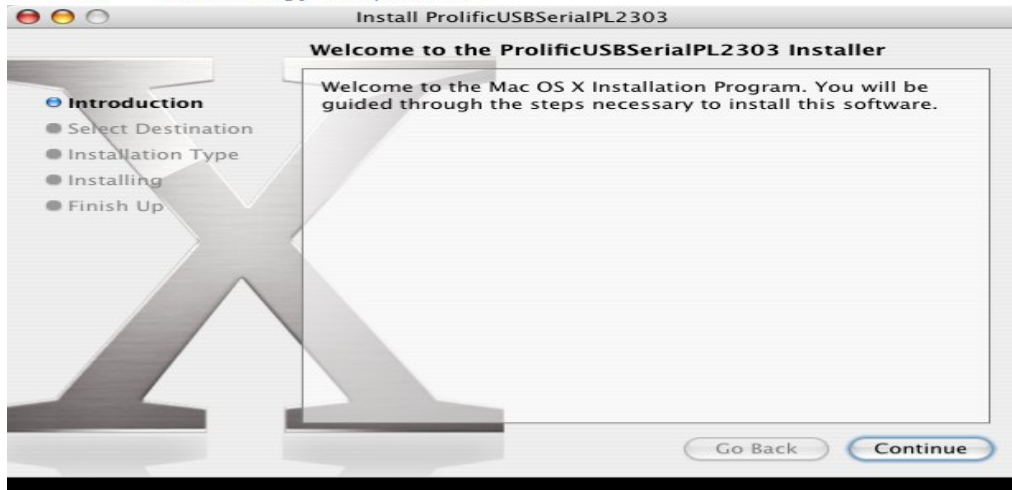 Install ProlificUSBSerialPL2303
Welcome to the ProlificUSBSerialPL2303 Installer
Introduction
Select Destination
Installation Type
Installing
Finish Up
Welcome to the Mac OS X Installation Program. You will be
guided through the steps necessary to install this software.
Go Back
Continue